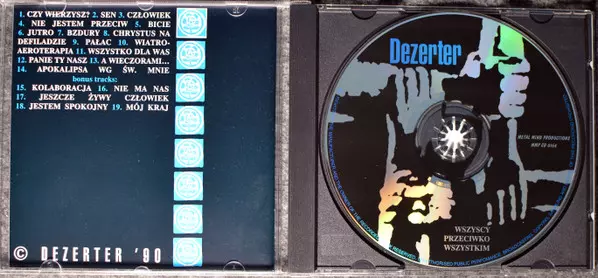 1. CZY WIERZYSZ? 2. SEN 3. CZŁOWIEK
4. NIE JESTEM PRZECIW 5. BICIE
6. JUTRO 7. BZDURY 8. CHRYSTUS NA
DEFILADZIE 9. PAŁAC 10. WIATRO-
AEROTERAPIA 11. WSZYSTKO DLA WAS
12. PANIE TY NASZ 13. A WIECZORAMI...
14. APOKALIPSA WG ŚW. MNIE
bonus tracks:
15. KOLABORACJA 16. NIE MA NAS
17. JESZCZE ŻYWY CZŁOWIEK
18. JESTEM SPOKOJNY 19. MÓJ KRAJ
© DEZERTER '90
Dezerter
METAL MIND PRODUCTIONS
WSZYSCY
PRZECIWKO
WSZYSTKIM